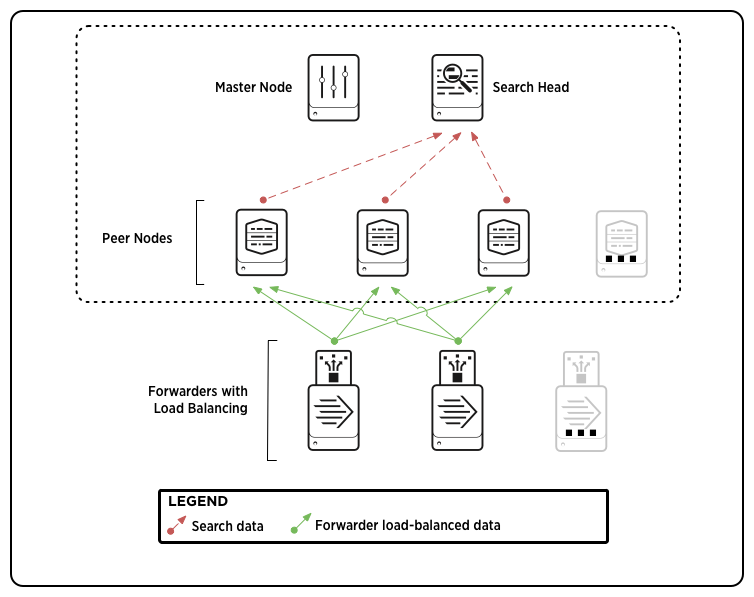 Master Node
Search Head
Peer Nodes
Forwarders with
Load Balancing
LEGEND
Search data
Forwarder load-balanced data